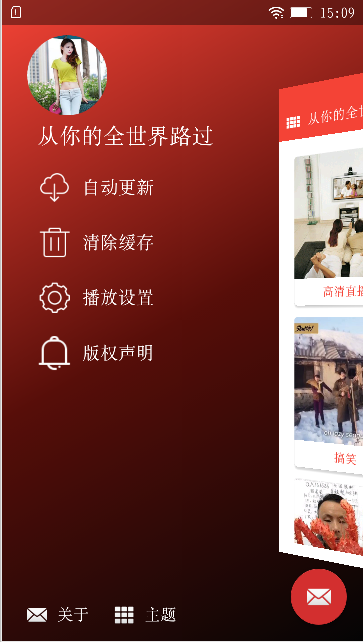 15:09
从你的全世界路过
自动更新
清除缓存
播放设置
版权声明
关于
主题
从你的全世
高清直播
搞笑